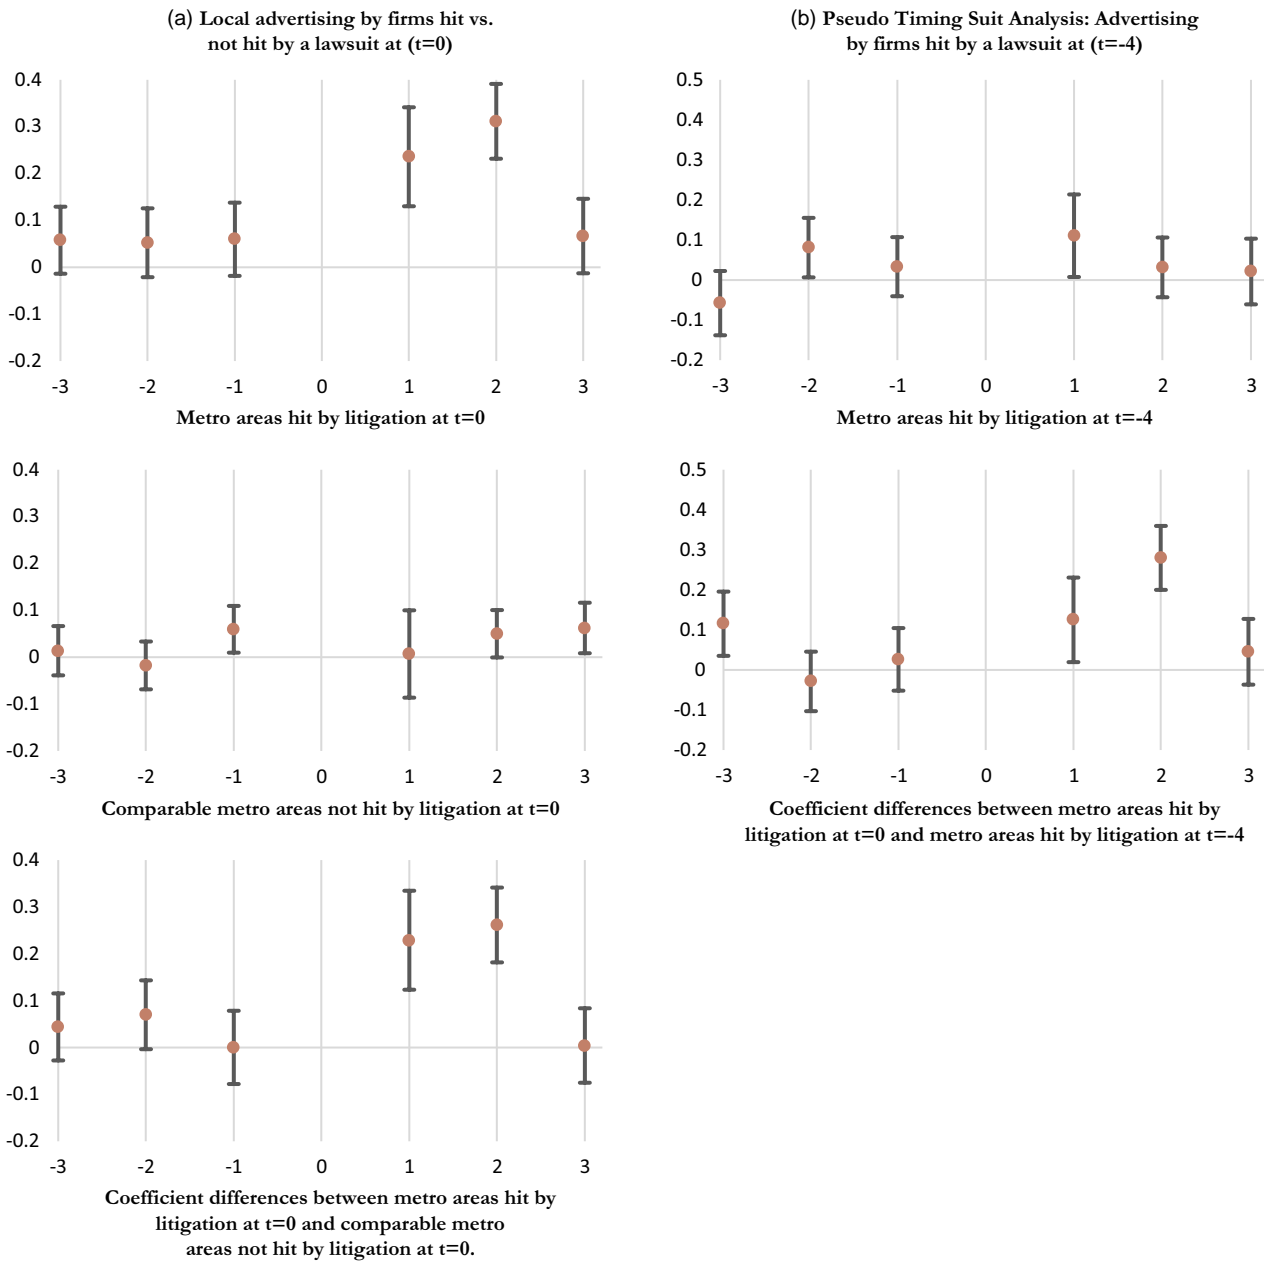 (a) Local advertising by firms hit vs.
not hit by a lawsuit at (t=0)
0.4
0.3
0.2
0.1
0
-0.1
-0.2
-3 -2 -1 0 1 2 3
Metro areas hit by litigation at t=0
0.4
0.3
0.2
0.1
0
-0.1
-0.2
-3 -2 -1 0 1 2 3
Comparable metro areas not hit by litigation at t=0
0.4
0.3
0.2
0.1
0
-0.1
-0.2
-3 -2 -1 0 1 2 3
Coefficient differences between metro areas hit by
litigation at t=0 and comparable metro
areas not hit by litigation at t=0.
(b) Pseudo Timing Suit Analysis: Advertising
by firms hit by a lawsuit at (t=-4)
0.5
0.4
0.3
0.2
0.1
0
-0.1
-0.2
-3 -2 -1 0 1 2 3
Metro areas hit by litigation at t=-4
0.5
0.4
0.3
0.2
0.1
0
-0.1
-0.2
-3 -2 -1 0 1 2 3
Coefficient differences between metro areas hit by
litigation at t=0 and metro areas hit by litigation at t=-4